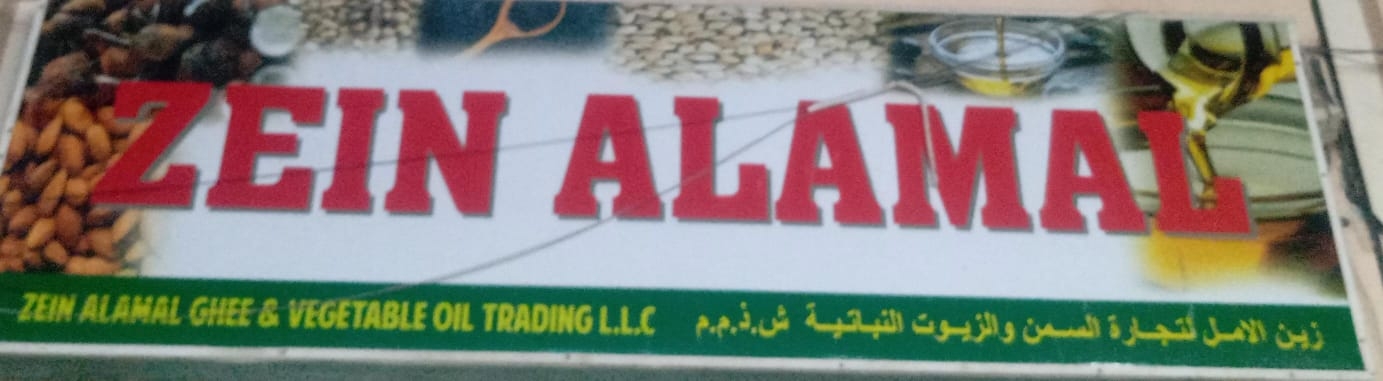 ZEIN ALAMAL
ZEIN ALAMAL GHEE & VEGETABLE OIL TRADING L.L.C
زين الامل لتجارة السمن والزيوت النباتية ش.ذ.م.م